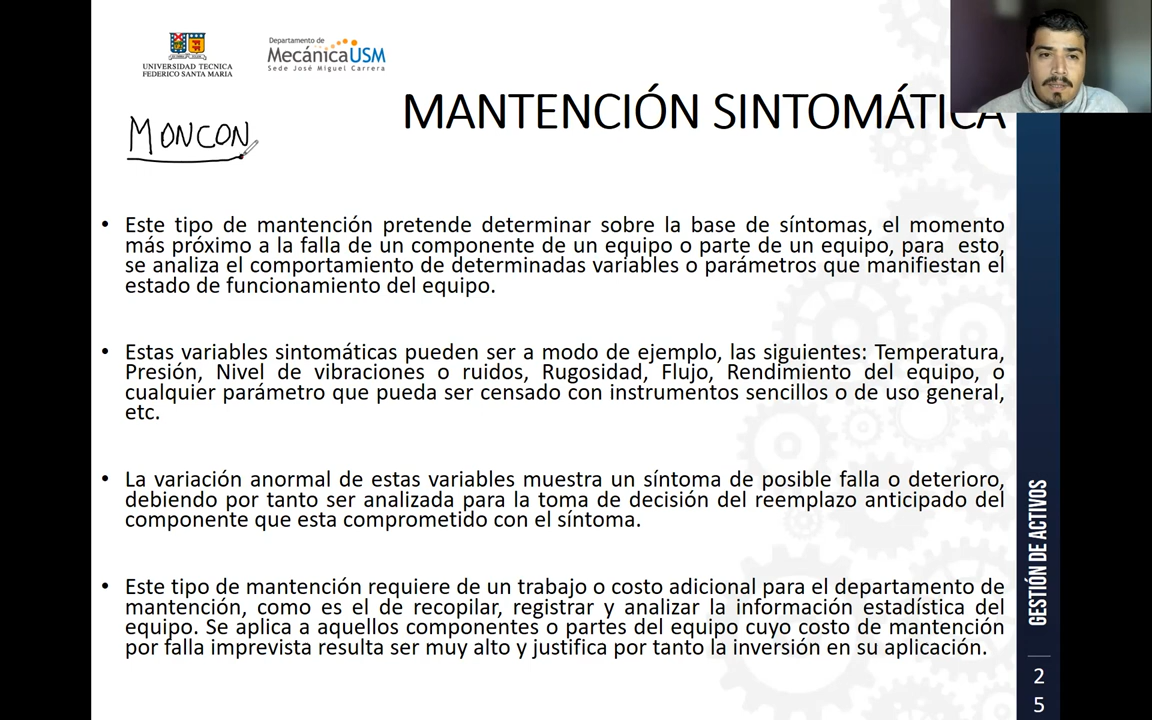 UNIVERSIDAD TECNICA
FEDERICO SANTA MARIA
Departamento de
MecánicaUSM
Sede José Miguel Carrera
MONCON
MANTENCIÓN SINTOMÁTICA
• Este tipo de mantención pretende determinar sobre la base de síntomas, el momento
más próximo a la falla de un componente de un equipo o parte de un equipo, para esto,
se analiza el comportamiento de determinadas variables o parámetros que manifiestan el
estado de funcionamiento del equipo.
• Estas variables sintomáticas pueden ser a modo de ejemplo, las siguientes: Temperatura,
Presión, Nivel de vibraciones o ruidos, Rugosidad, Flujo, Rendimiento del equipo, o
cualquier parámetro que pueda ser censado con instrumentos sencillos o de uso general,
etc.
• La variación anormal de estas variables muestra un síntoma de posible falla o deterioro,
debiendo por tanto ser analizada para la toma de decisión del reemplazo anticipado del
componente que esta comprometido con el síntoma.
• Este tipo de mantención requiere de un trabajo o costo adicional para el departamento de
mantención, como es el de recopilar, registrar y analizar la información estadística del
equipo. Se aplica a aquellos componentes o partes del equipo cuyo costo de mantención
por falla imprevista resulta ser muy alto y justifica por tanto la inversión en su aplicación.
GESTIÓN DE ACTIVOS
2
5